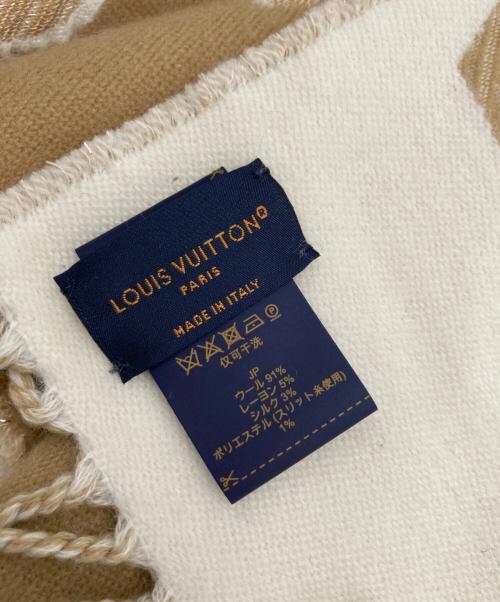 LOUIS VUITTON®
PARIS
MADE IN ITALY
P
仅可干洗
JP
ウール 91%
レーヨン 5%
シルク 3%
ポリエステル(スリット糸使用)
1%